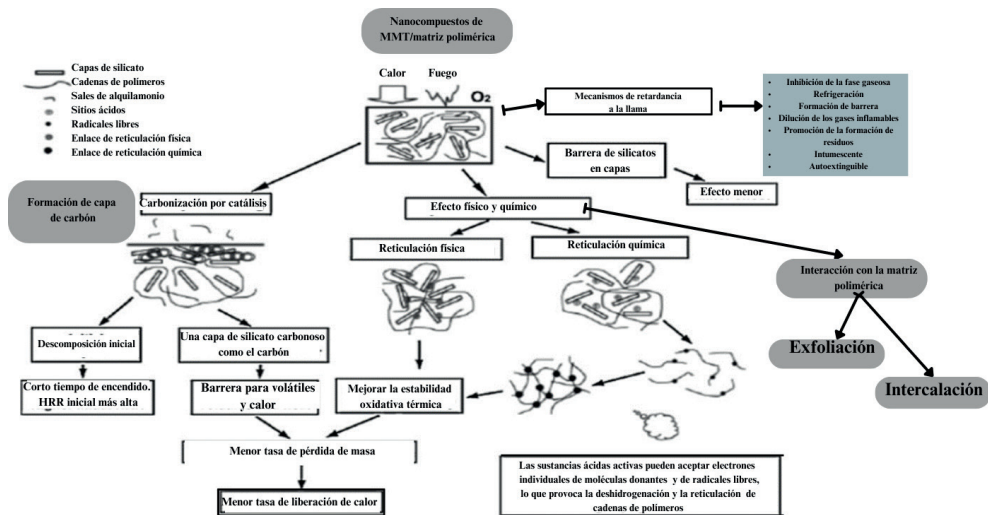 Nanocompuestos de
MMT/matriz polimérica
Capas de silicato
Cadenas de polímeros
Sales de alquilamonio
Sitios ácidos
Radicales libres
Enlace de reticulación física
Enlace de reticulación química
Calor
Fuego
O₂
Mecanismos de retardancia
a la llama
• Inhibición de la fase gaseosa
• Refrigeración
• Formación de barrera
• Dilución de los gases inflamables
• Promoción de la formación de
residuos
• Intumescente
• Autoextinguible
Barrera de silicatos
en capas
Efecto menor
Formación de capa
de carbón
Carbonización por catálisis
Efecto físico y químico
Reticulación física
Reticulación química
Interacción con la matriz
polimérica
Exfoliación
Intercalación
Descomposición inicial
Una capa de silicato carbonoso
como el carbón
Corto tiempo de encendido.
HRR inicial más alta
Barrera para volátiles
y calor
Mejorar la estabilidad
oxidativa térmica
Menor tasa de pérdida de masa
Menor tasa de liberación de calor
Las sustancias ácidas activas pueden aceptar electrones
individuales de moléculas donantes y de radicales libres,
lo que provoca la deshidrogenación y la reticulación de
cadenas de polímeros